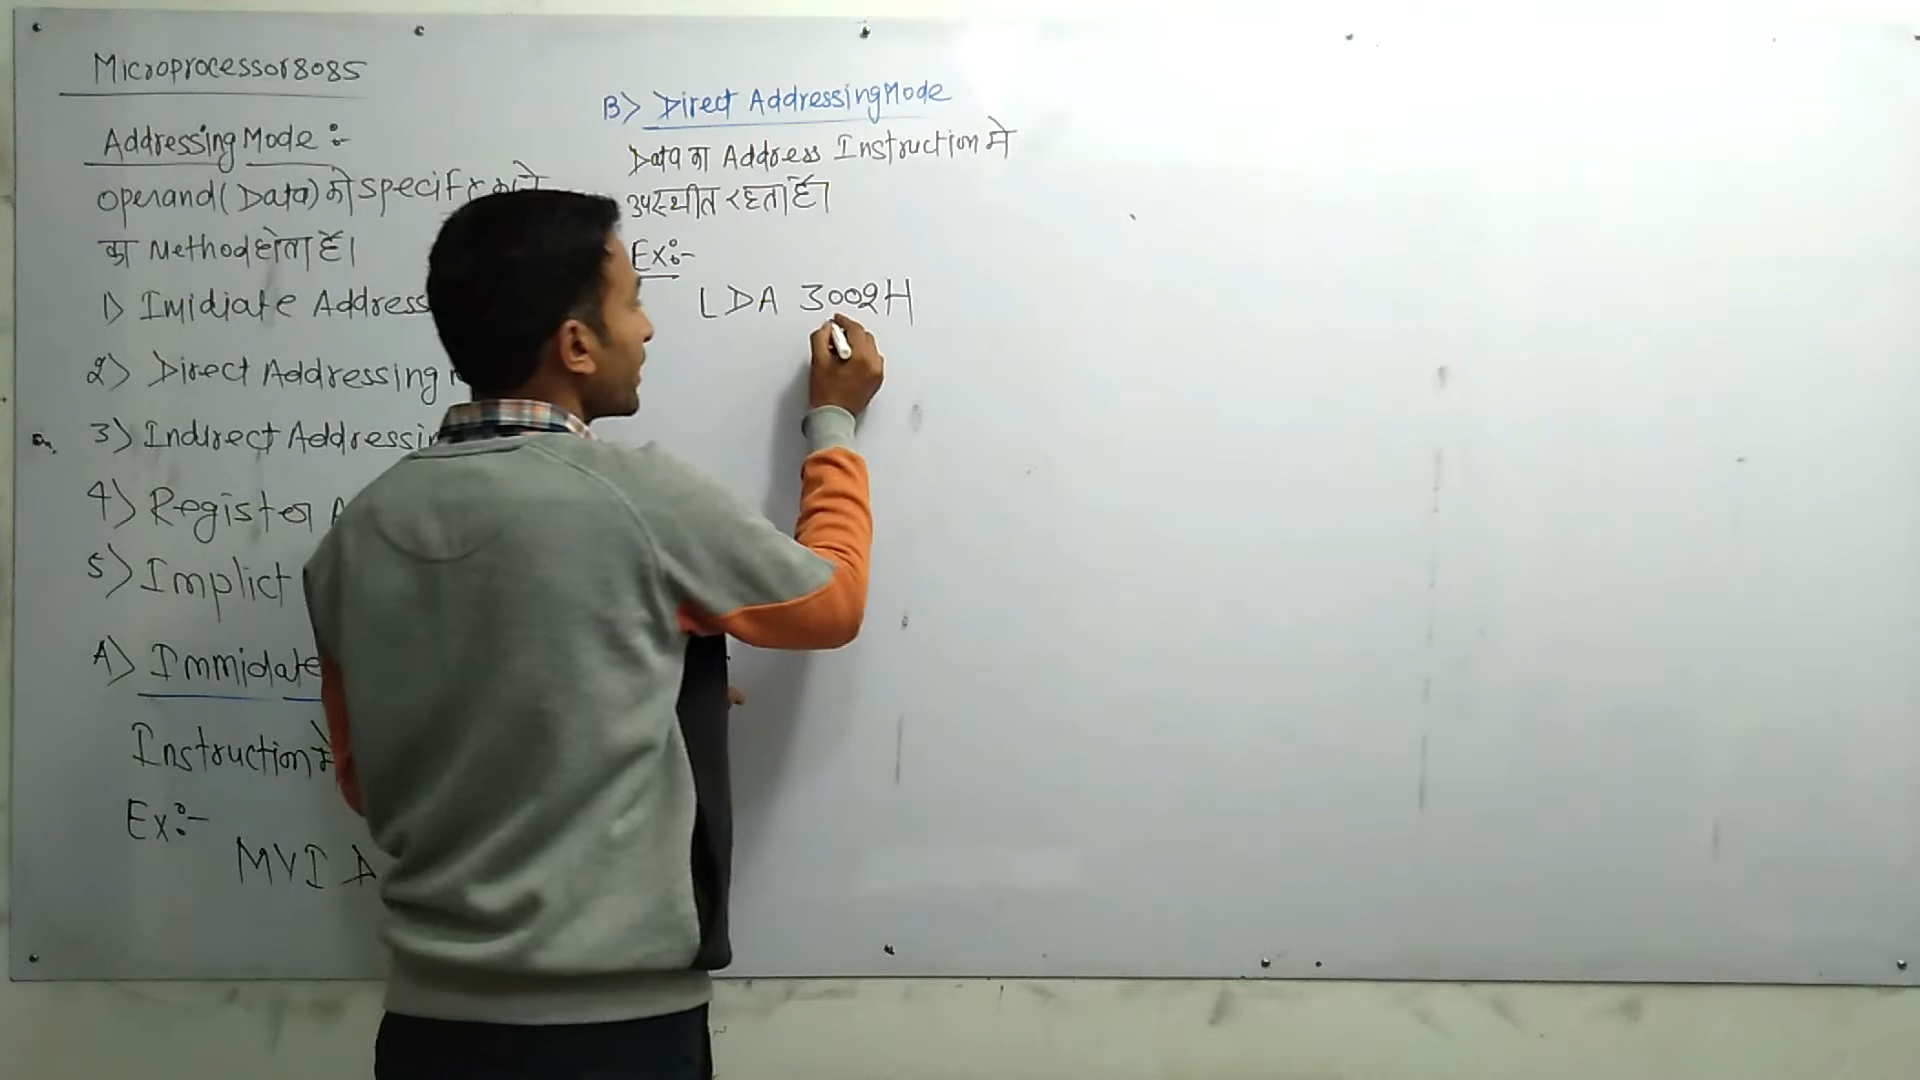 Microprocessor 8085
Addressing Mode :-
Operand (Data) को specify
का Method होता हैं।
1) Imidiate Address
2) Direct Addressing
3) Indirect Addressin
4) Register A
5) Implict
A) Immidate
Instruction में
Ex:-
MVI A
B) Direct Addressing Mode
Data का Address Instruction मे
उपस्थीत रहता हैं।
Ex:-
LDA 3002H